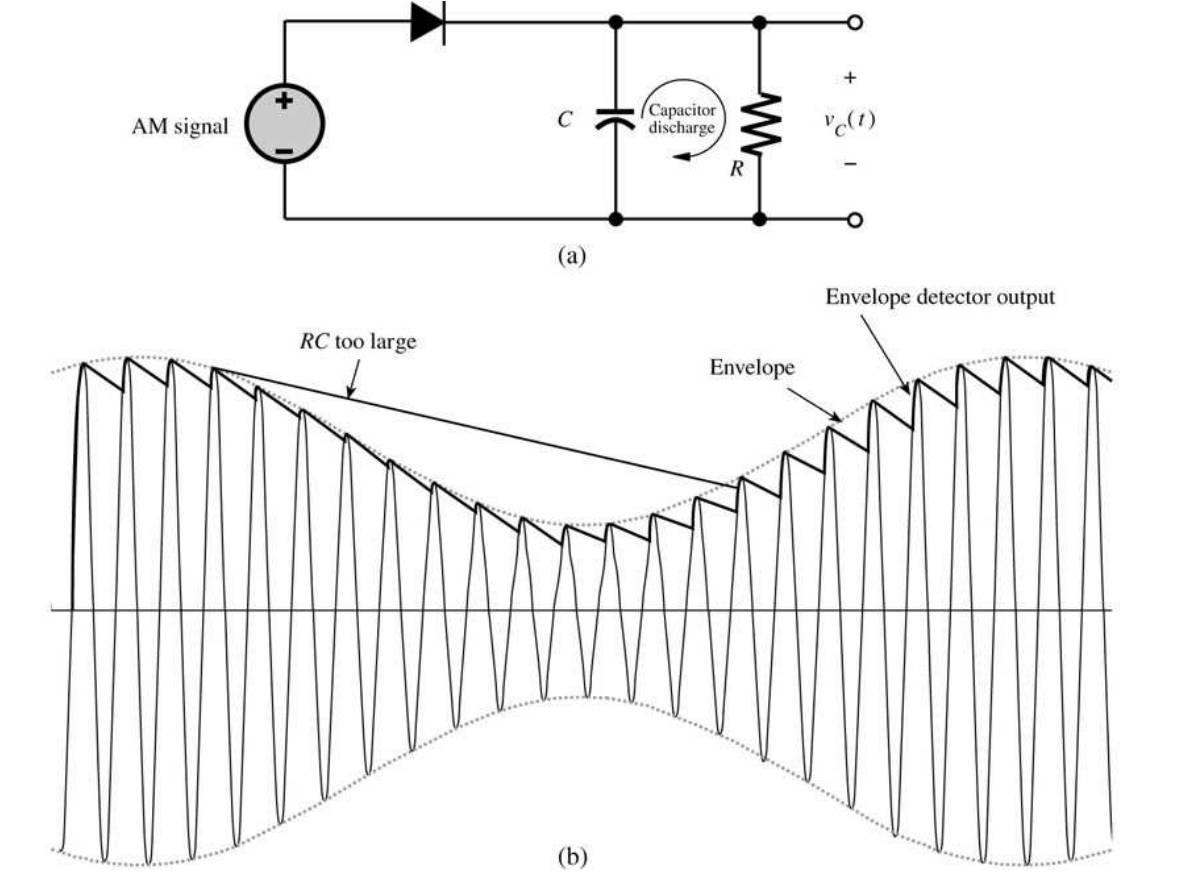 AM signal
+
−
C
Capacitor
discharge
R
+
v_C(t)
−
(a)
Envelope detector output
RC too large
Envelope
(b)